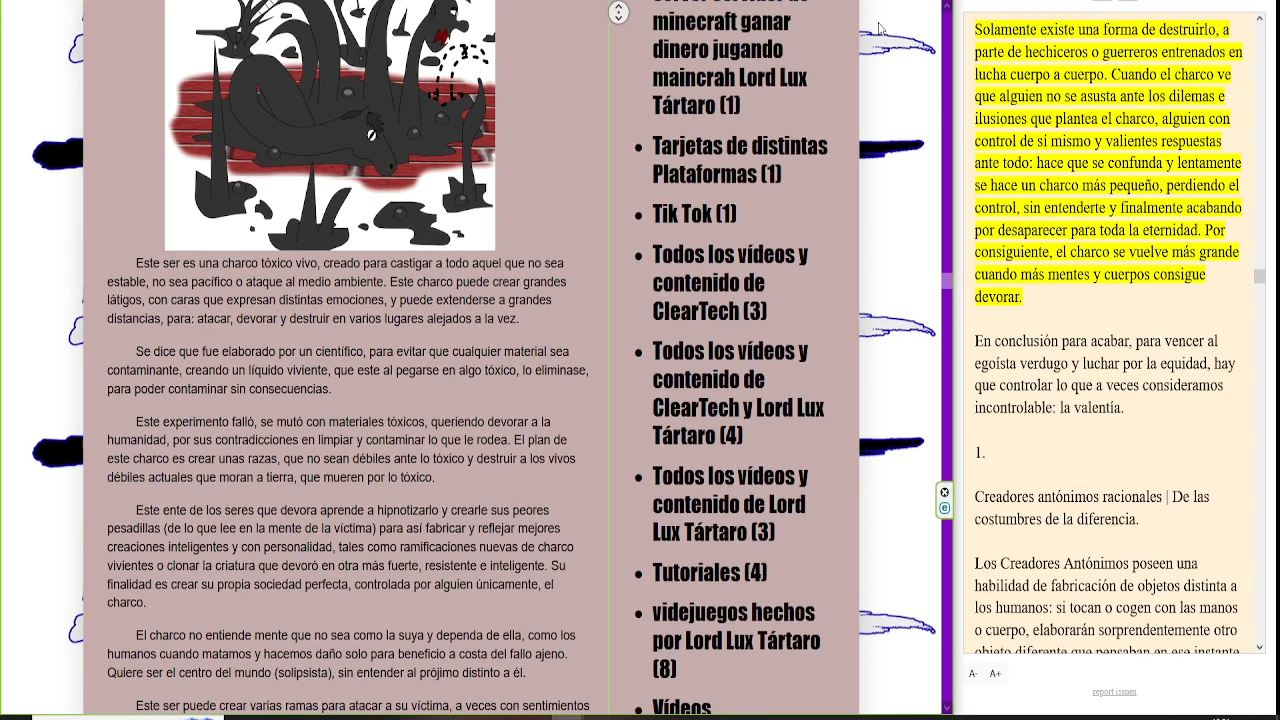 Este ser es una charco tóxico vivo, creado para castigar a todo aquel que no sea
estable, no sea pacífico o ataque al medio ambiente. Este charco puede crear grandes
látigos, con caras que expresan distintas emociones, y puede extenderse a grandes
distancias, para: atacar, devorar y destruir en varios lugares alejados a la vez.
Se dice que fue elaborado por un científico, para evitar que cualquier material sea
contaminante, creando un líquido viviente, que este al pegarse en algo tóxico, lo eliminase,
para poder contaminar sin consecuencias.
Este experimento falló, se mutó con materiales tóxicos, queriendo devorar a la
humanidad, por sus contradicciones en limpiar y contaminar lo que le rodea. El plan de
este charco es crear unas razas, que no sean débiles ante lo tóxico y destruir a los vivos
débiles actuales que moran a tierra, que mueren por lo tóxico.
Este ente de los seres que devora aprende a hipnotizarlo y crearle sus peores
pesadillas (de lo que lee en la mente de la víctima) para así fabricar y reflejar mejores
creaciones inteligentes y con personalidad, tales como ramificaciones nuevas de charco
vivientes o clonar la criatura que devoró en otra más fuerte, resistente e inteligente. Su
finalidad es crear su propia sociedad perfecta, controlada por alguien únicamente, el
charco.
El charco no entiende mente que no sea como la suya y dependa de ella, como los
humanos cuando matamos y hacemos daño solo para beneficio a costa del fallo ajeno.
Quiere ser el centro del mundo (solipsista), sin entender al prójimo distinto a él.
Este ser puede crear varias ramas para atacar a su víctima, a veces con sentimientos
minecraft ganar
dinero jugando
maincrah Lord Lux
Tártaro (1)
Tarjetas de distintas
Plataformas (1)
Tik Tok (1)
Todos los vídeos y
contenido de
ClearTech (3)
Todos los vídeos y
contenido de
ClearTech y Lord Lux
Tártaro (4)
Todos los vídeos y
contenido de Lord
Lux Tártaro (3)
Tutoriales (4)
videjuegos hechos
por Lord Lux Tártaro
(8)
Vídeos
Solamente existe una forma de destruirlo, a
parte de hechiceros o guerreros entrenados en
lucha cuerpo a cuerpo. Cuando el charco ve
que alguien no se asusta ante los dilemas e
ilusiones que plantea el charco, alguien con
control de sí mismo y valientes respuestas
ante todo: hace que se confunda y lentamente
se hace un charco más pequeño, perdiendo el
control, sin entenderte y finalmente acabando
por desaparecer para toda la eternidad. Por
consiguiente, el charco se vuelve más grande
cuando más mentes y cuerpos consigue
devorar.
En conclusión para acabar, para vencer al
egoísta verdugo y luchar por la equidad, hay
que controlar lo que a veces consideramos
incontrolable: la valentía.
1.
Creadores antónimos racionales | De las
costumbres de la diferencia.
Los Creadores Antónimos poseen una
habilidad de fabricación de objetos distinta a
los humanos: si tocan o cogen con las manos
o cuerpo, elaborarán sorprendentemente otro
objeto diferente que pensaban en ese instante
A- A+
report issues